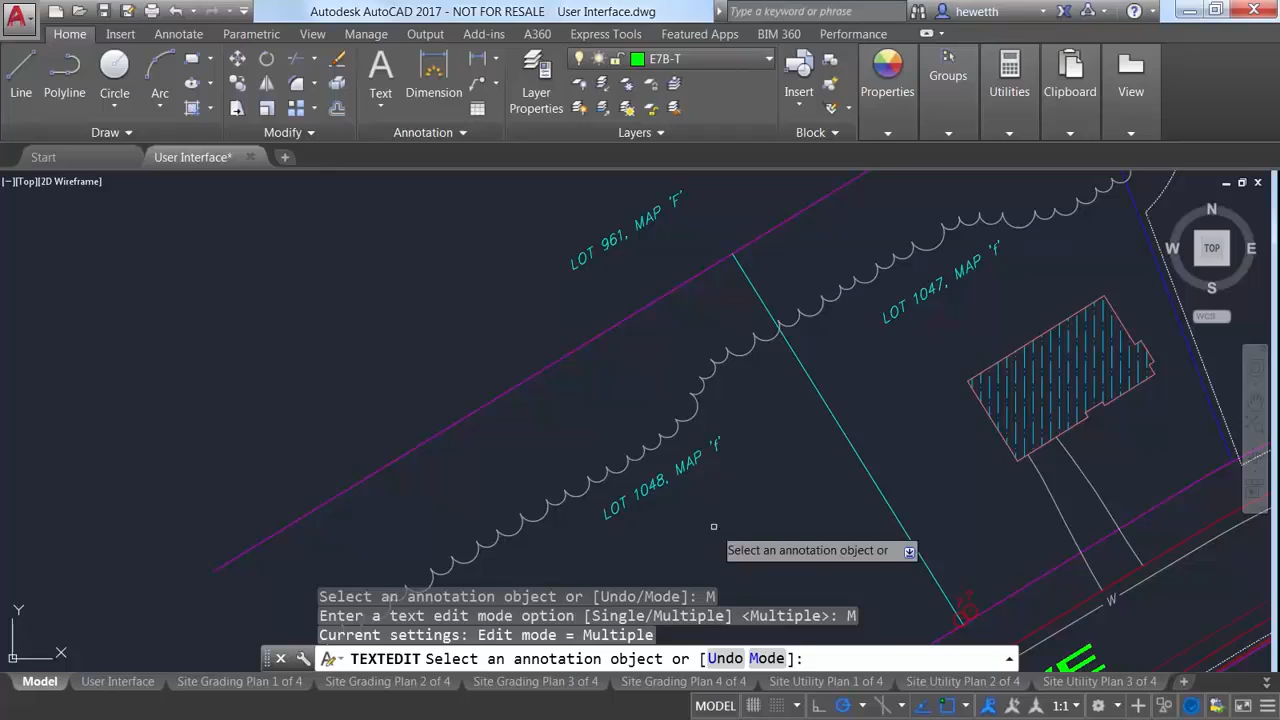 Autodesk AutoCAD 2017 - NOT FOR RESALE User Interface.dwg
Type a keyword or phrase
hewetth
Home Insert Annotate Parametric View Manage Output Add-ins A360 Express Tools Featured Apps BIM 360 Performance
E7B-T
Line Polyline Circle Arc Text Dimension Layer Properties Insert Properties Groups Utilities Clipboard View
Draw Modify Annotation Layers Block
Start User Interface*
[−][Top][2D Wireframe]
LOT 961, MAP 'F'
LOT 1047, MAP 'f'
LOT 1048, MAP 'f'
N
W TOP E
S
WCS
Select an annotation object or
W
Select an annotation object or [Undo/Mode]: M
Enter a text edit mode option [Single/Multiple] <Multiple>: M
Current settings: Edit mode = Multiple
TEXTEDIT Select an annotation object or [Undo Mode]:
Y
X
Model User Interface Site Grading Plan 1 of 4 Site Grading Plan 2 of 4 Site Grading Plan 3 of 4 Site Grading Plan 4 of 4 Site Utility Plan 1 of 4 Site Utility Plan 2 of 4 Site Utility Plan 3 of 4
MODEL 1:1